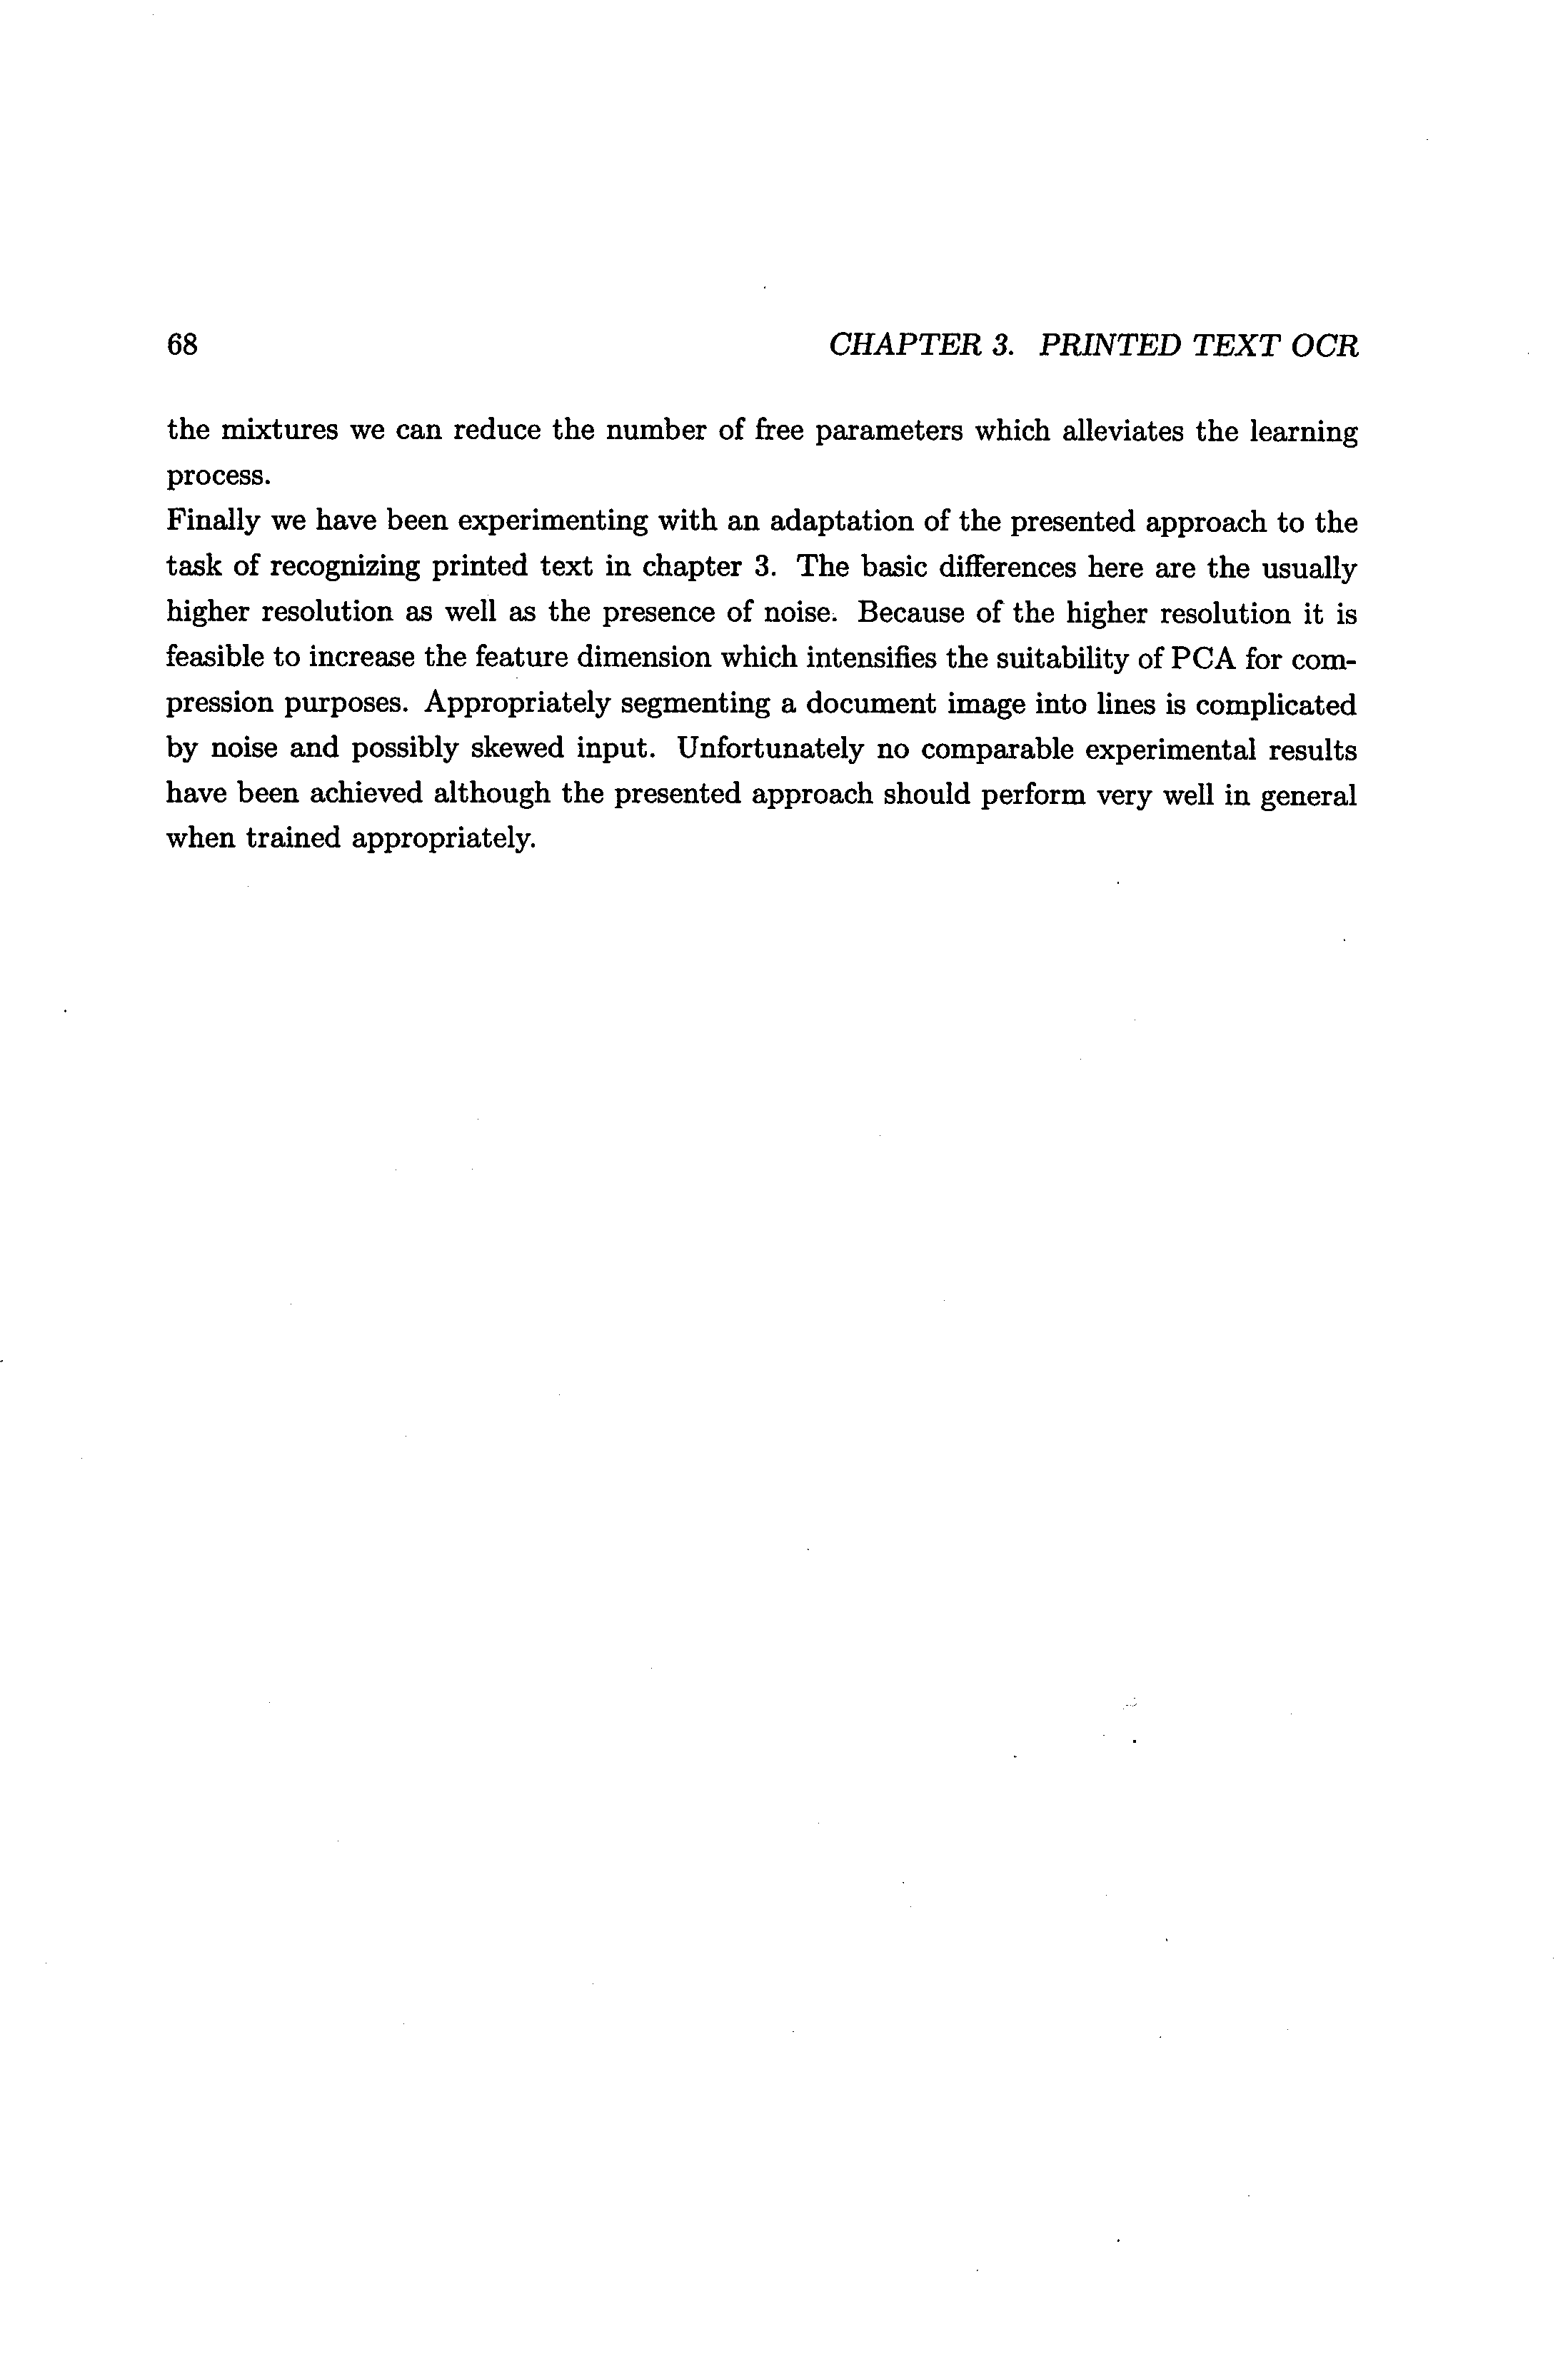 68 CHAPTER 3. PRINTED TEXT OCR
the mixtures we can reduce the number of free parameters which alleviates the learning
process.
Finally we have been experimenting with an adaptation of the presented approach to the
task of recognizing printed text in chapter 3. The basic differences here are the usually
higher resolution as well as the presence of noise. Because of the higher resolution it is
feasible to increase the feature dimension which intensifies the suitability of PCA for com-
pression purposes. Appropriately segmenting a document image into lines is complicated
by noise and possibly skewed input. Unfortunately no comparable experimental results
have been achieved although the presented approach should perform very well in general
when trained appropriately.